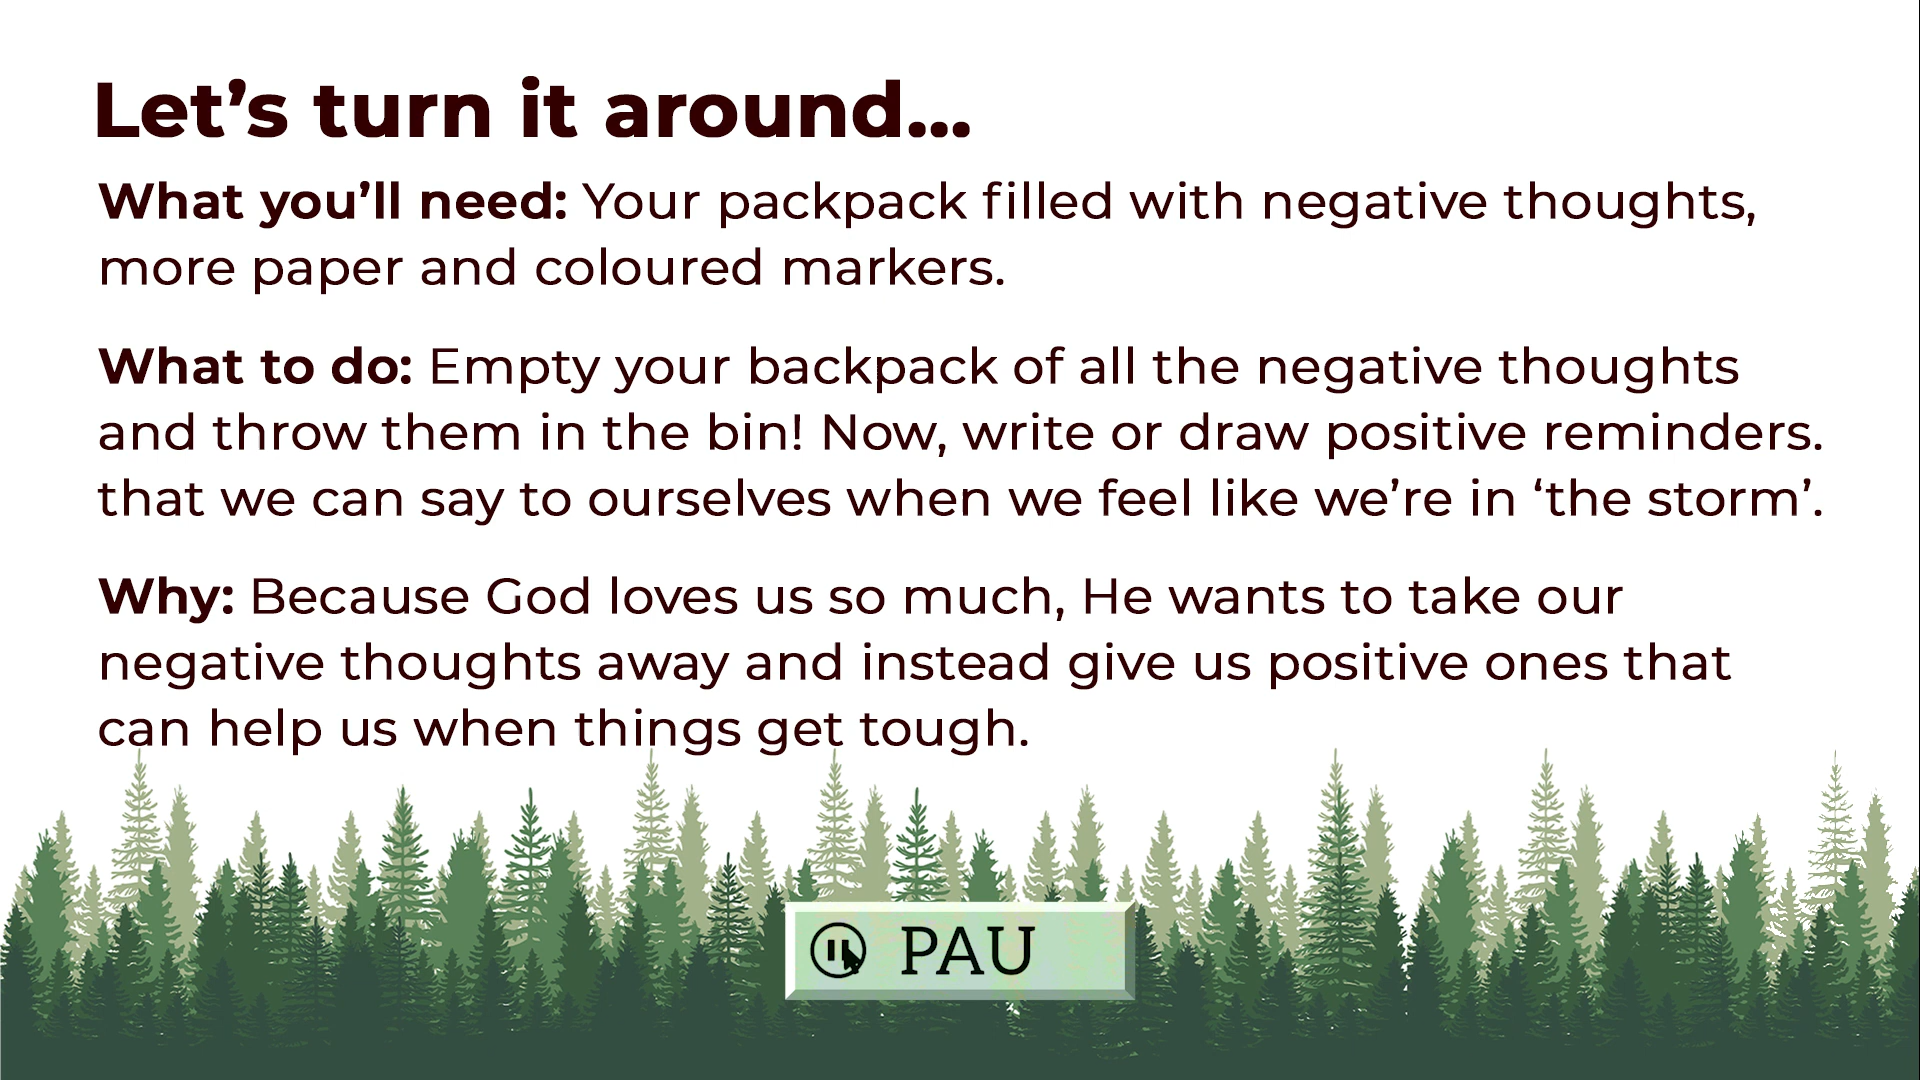 Let’s turn it around...
What you’ll need: Your packpack filled with negative thoughts,
more paper and coloured markers.
What to do: Empty your backpack of all the negative thoughts
and throw them in the bin! Now, write or draw positive reminders.
that we can say to ourselves when we feel like we’re in ‘the storm’.
Why: Because God loves us so much, He wants to take our
negative thoughts away and instead give us positive ones that
can help us when things get tough.
PAU